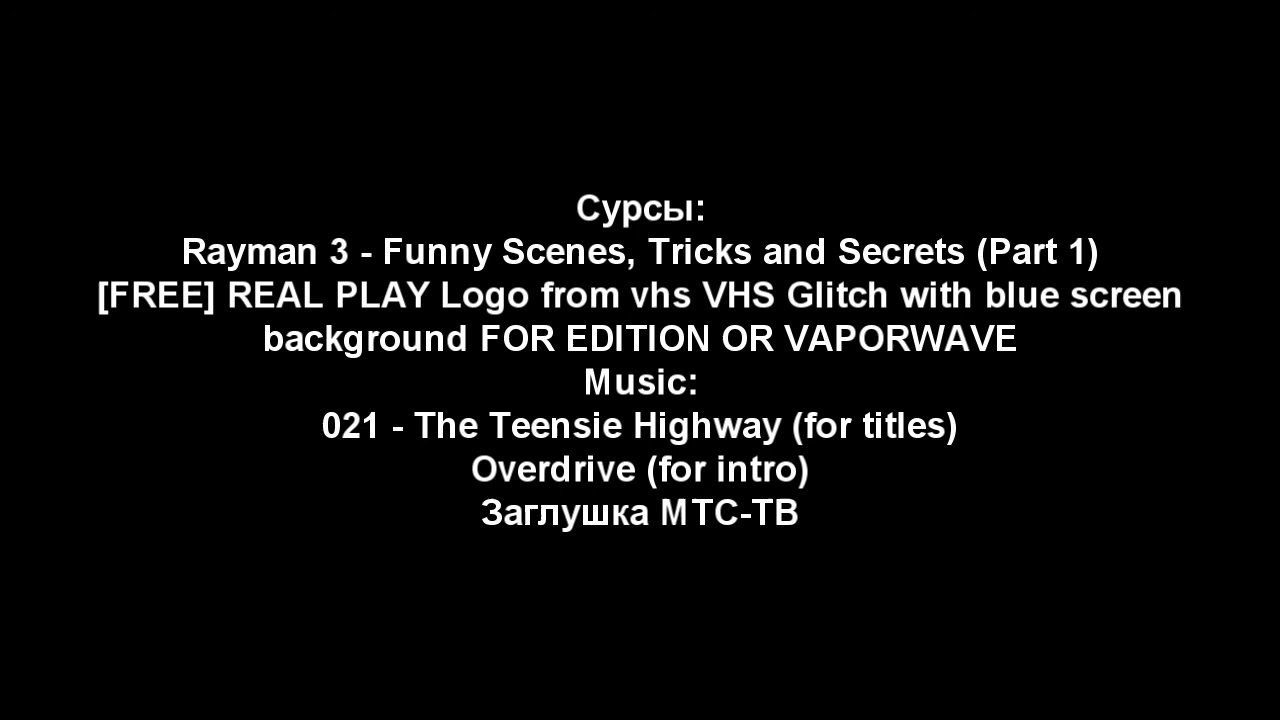 Сурсы:
Rayman 3 - Funny Scenes, Tricks and Secrets (Part 1)
[FREE] REAL PLAY Logo from vhs VHS Glitch with blue screen
background FOR EDITION OR VAPORWAVE
Music:
021 - The Teensie Highway (for titles)
Overdrive (for intro)
Заглушка МТС-ТВ